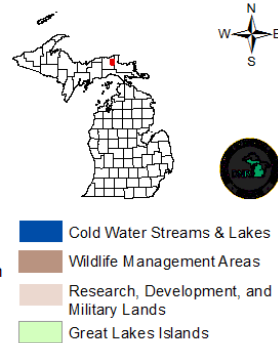 N
W E
S
Cold Water Streams & Lakes
Wildlife Management Areas
Research, Development, and
Military Lands
Great Lakes Islands